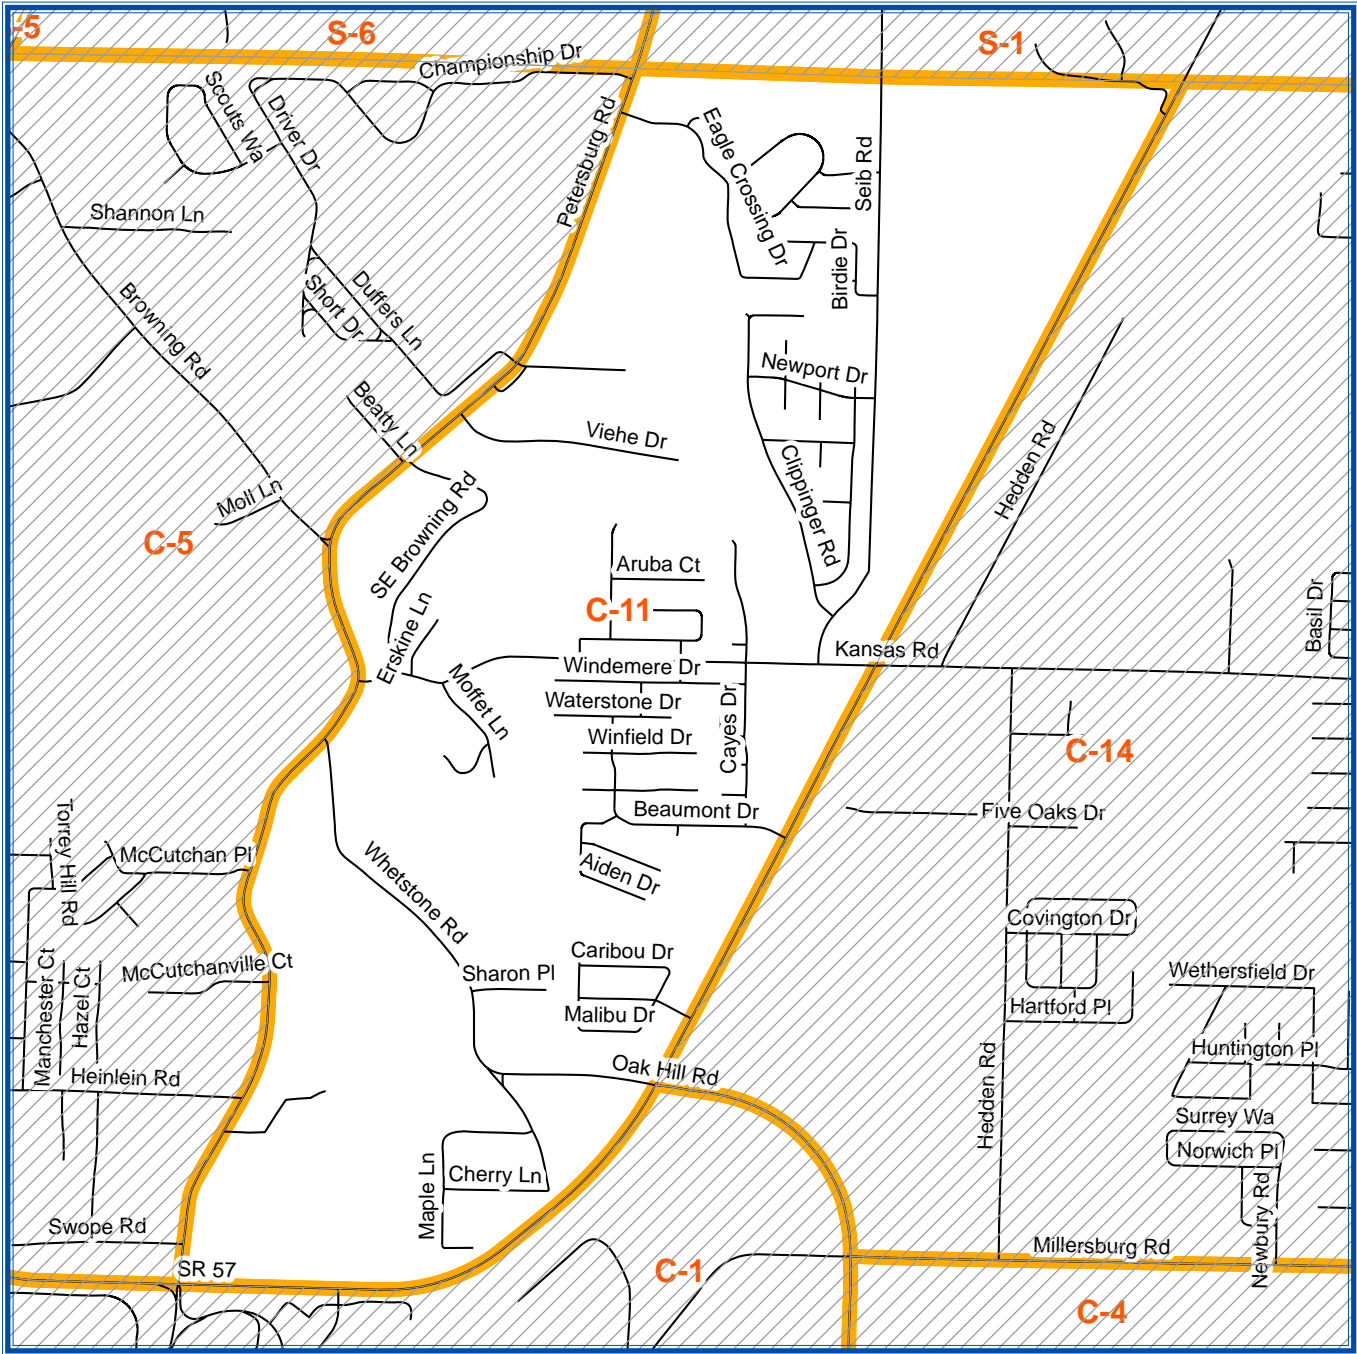 -5
S-6
S-1
Championship Dr
Scouts Wa
Driver Dr
Petersburg Rd
Eagle Crossing Dr
Seib Rd
Shannon Ln
Birdie Dr
Duffers Ln
Short Dr
Browning Rd
Newport Dr
Beatty Ln
Viehe Dr
Hedden Rd
Clippinger Rd
Moll Ln
SE Browning Rd
C-5
Aruba Ct
C-11
Basil Dr
Erskine Ln
Kansas Rd
Windemere Dr
Moffet Ln
Waterstone Dr
Cayes Dr
Winfield Dr
C-14
Beaumont Dr
Five Oaks Dr
Torrey Hill Rd
McCutchan Pl
Whetstone Rd
Aiden Dr
Covington Dr
Caribou Dr
McCutchanville Ct
Sharon Pl
Wethersfield Dr
Manchester Ct
Hazel Ct
Malibu Dr
Hartford Pl
Hedden Rd
Huntington Pl
Heinlein Rd
Oak Hill Rd
Surrey Wa
Norwich Pl
Maple Ln
Cherry Ln
Newbury Rd
Swope Rd
Millersburg Rd
SR 57
C-1
C-4